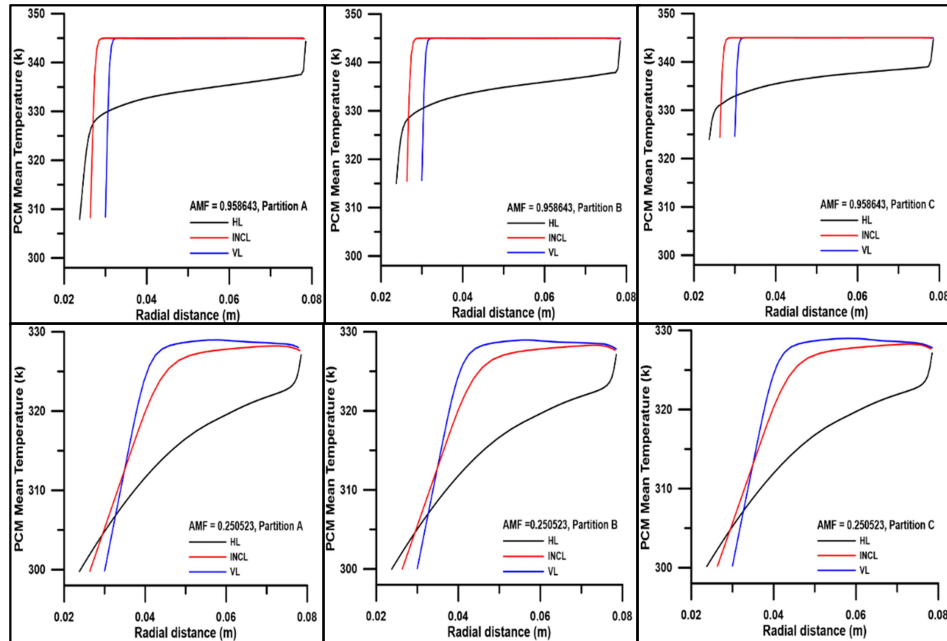 PCM Mean Temperature (k)
350
340
330
320
310
300
AMF = 0.958643, Partition A
HL
INCL
VL
0.02 0.04 0.06 0.08
Radial distance (m)
PCM Mean Temperature (k)
350
340
330
320
310
300
AMF = 0.958643, Partition B
HL
INCL
VL
0.02 0.04 0.06 0.08
Radial distance (m)
PCM Mean Temperature (k)
350
340
330
320
310
300
AMF = 0.958643, Partition C
HL
INCL
VL
0.02 0.04 0.06 0.08
Radial distance (m)
PCM Mean Temperature (k)
330
320
310
300
AMF = 0.250523, Partition A
HL
INCL
VL
0.02 0.04 0.06 0.08
Radial distance (m)
PCM Mean Temperature (k)
330
320
310
300
AMF =0.250523, Partition B
HL
INCL
VL
0.02 0.04 0.06 0.08
Radial distance (m)
PCM Mean Temperature (k)
330
320
310
300
AMF = 0.250523, Partition C
HL
INCL
VL
0.02 0.04 0.06 0.08
Radial distance (m)